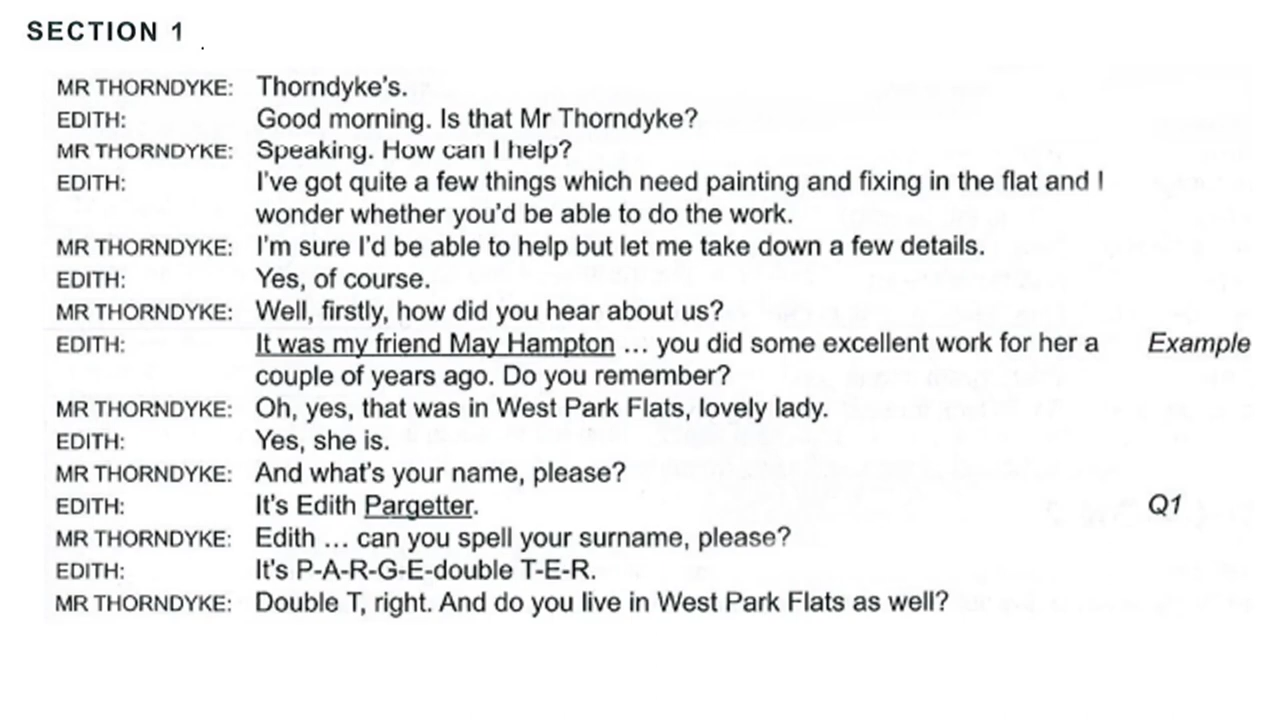 SECTION 1
MR THORNDYKE: Thorndyke's.
EDITH: Good morning. Is that Mr Thorndyke?
MR THORNDYKE: Speaking. How can I help?
EDITH: I've got quite a few things which need painting and fixing in the flat and I
wonder whether you'd be able to do the work.
MR THORNDYKE: I'm sure I'd be able to help but let me take down a few details.
EDITH: Yes, of course.
MR THORNDYKE: Well, firstly, how did you hear about us?
EDITH: It was my friend May Hampton ... you did some excellent work for her a Example
couple of years ago. Do you remember?
MR THORNDYKE: Oh, yes, that was in West Park Flats, lovely lady.
EDITH: Yes, she is.
MR THORNDYKE: And what's your name, please?
EDITH: It's Edith Pargetter. Q1
MR THORNDYKE: Edith ... can you spell your surname, please?
EDITH: It's P-A-R-G-E-double T-E-R.
MR THORNDYKE: Double T, right. And do you live in West Park Flats as well?